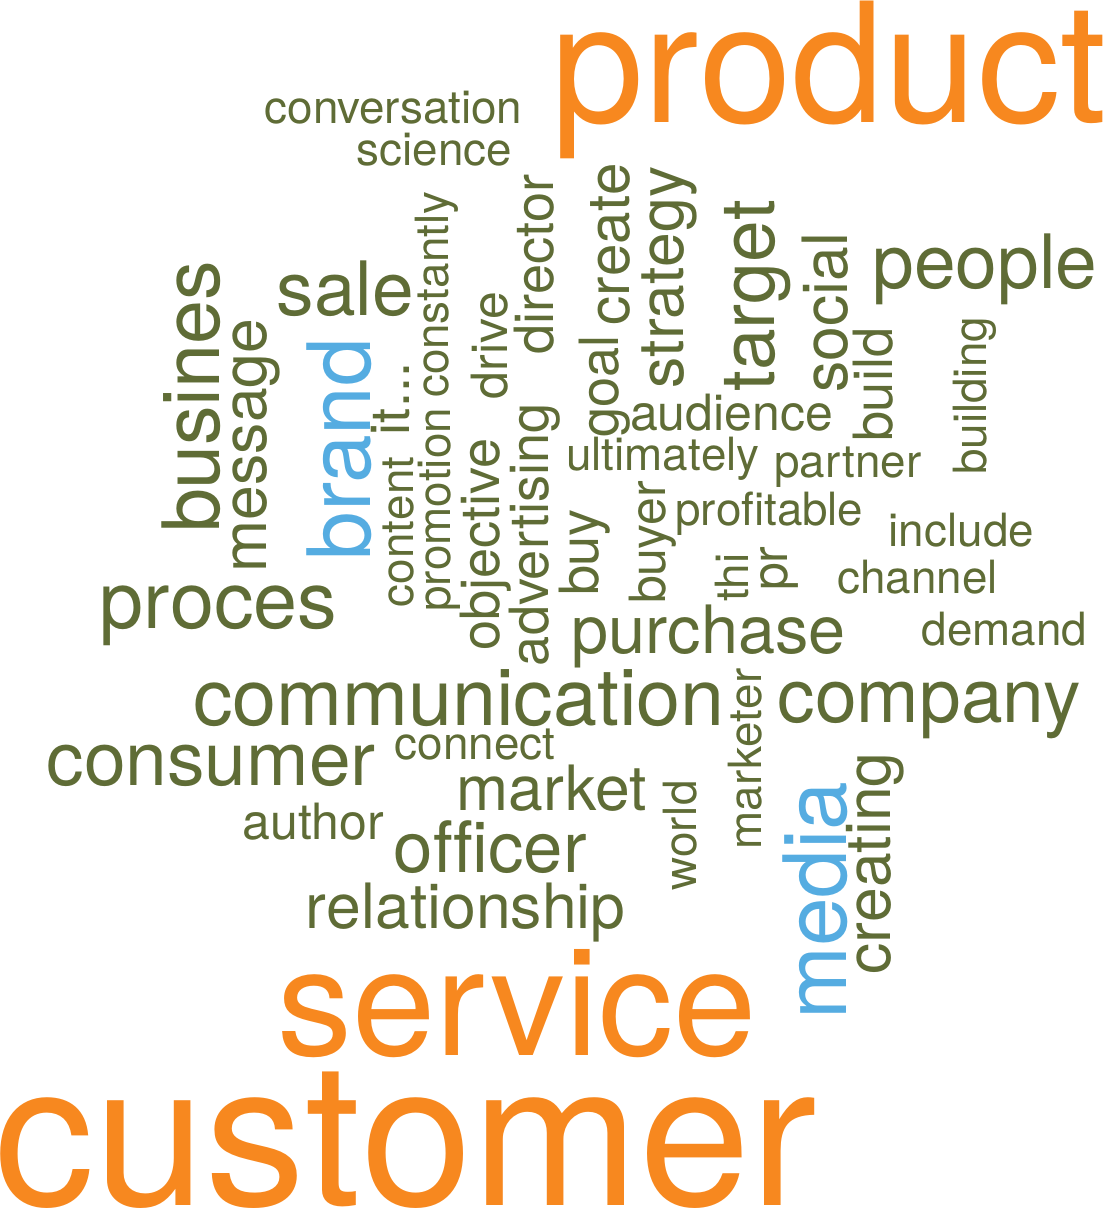 product
conversation
science
constantly
director
create
strategy
target
social
people
sale
busines
message
brand
it...
drive
goal
build
building
audience
ultimately
partner
content
promotion
objective
advertising
buy
buyer
profitable
include
thi
pr
channel
proces
purchase
demand
communication
company
marketer
consumer
connect
market
world
media
creating
author
officer
relationship
service
customer